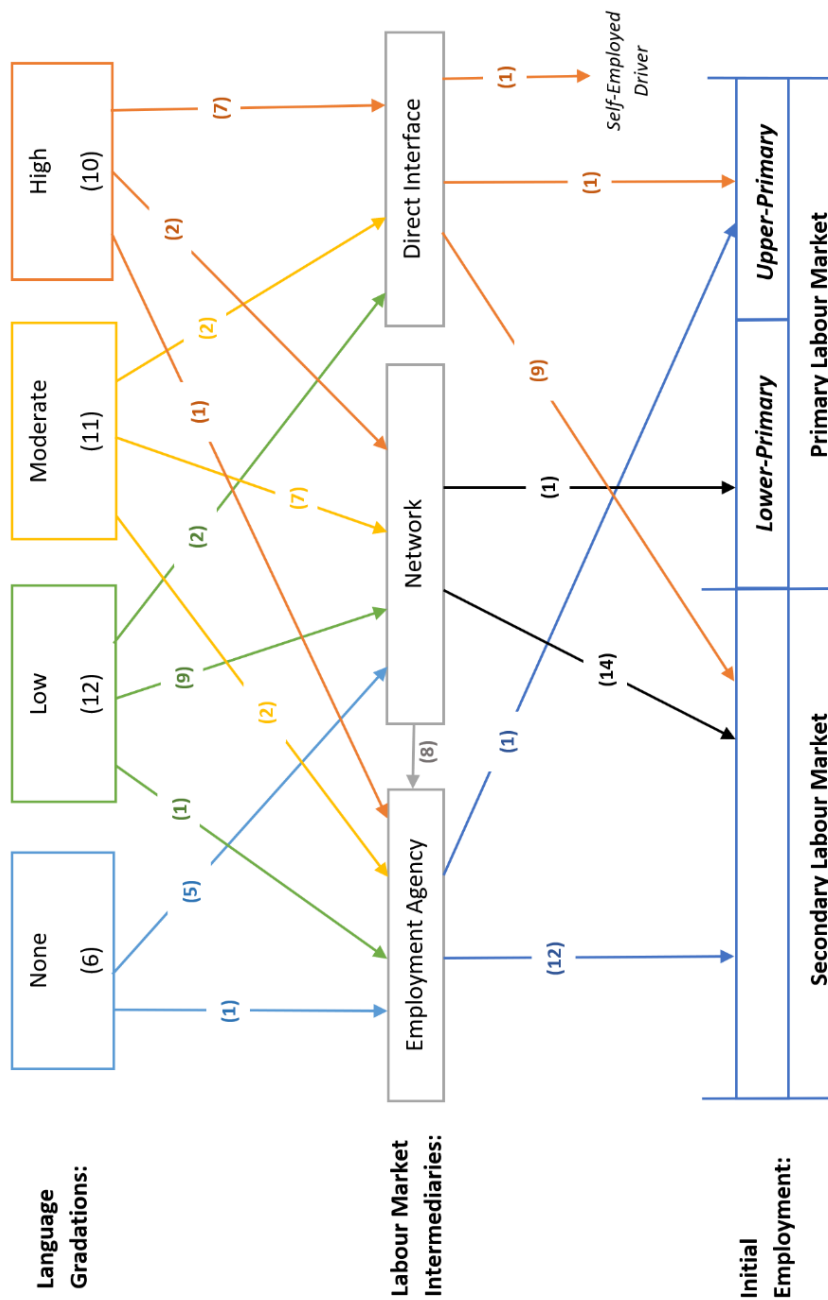 Language
Gradations:
None
(6)
Low
(12)
Moderate
(11)
High
(10)
(1)
(5)
(1)
(9)
(2)
(2)
(7)
(2)
(1)
(2)
(7)
Labour Market
Intermediaries:
Employment Agency
(8)
Network
Direct Interface
(12)
(1)
(14)
(1)
(9)
(1)
(1)
Self-Employed
Driver
Initial
Employment:
Lower-Primary
Upper-Primary
Secondary Labour Market
Primary Labour Market